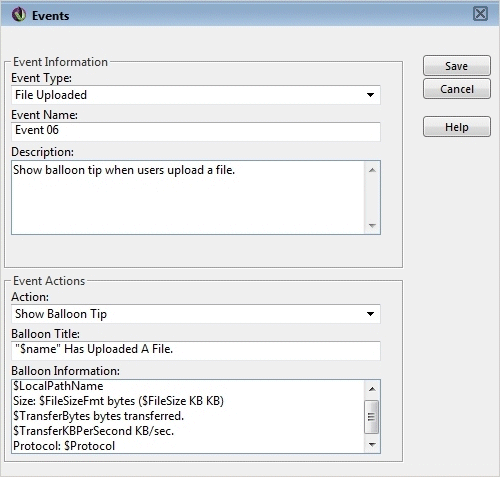 Events
Event Information
Event Type:
File Uploaded
Event Name:
Event 06
Description:
Show balloon tip when users upload a file.
Save
Cancel
Help
Event Actions
Action:
Show Balloon Tip
Balloon Title:
"$name" Has Uploaded A File.
Balloon Information:
$LocalPathName
Size: $FileSizeFmt bytes ($FileSize KB KB)
$TransferBytes bytes transferred.
$TransferKBPerSecond KB/sec.
Protocol: $Protocol